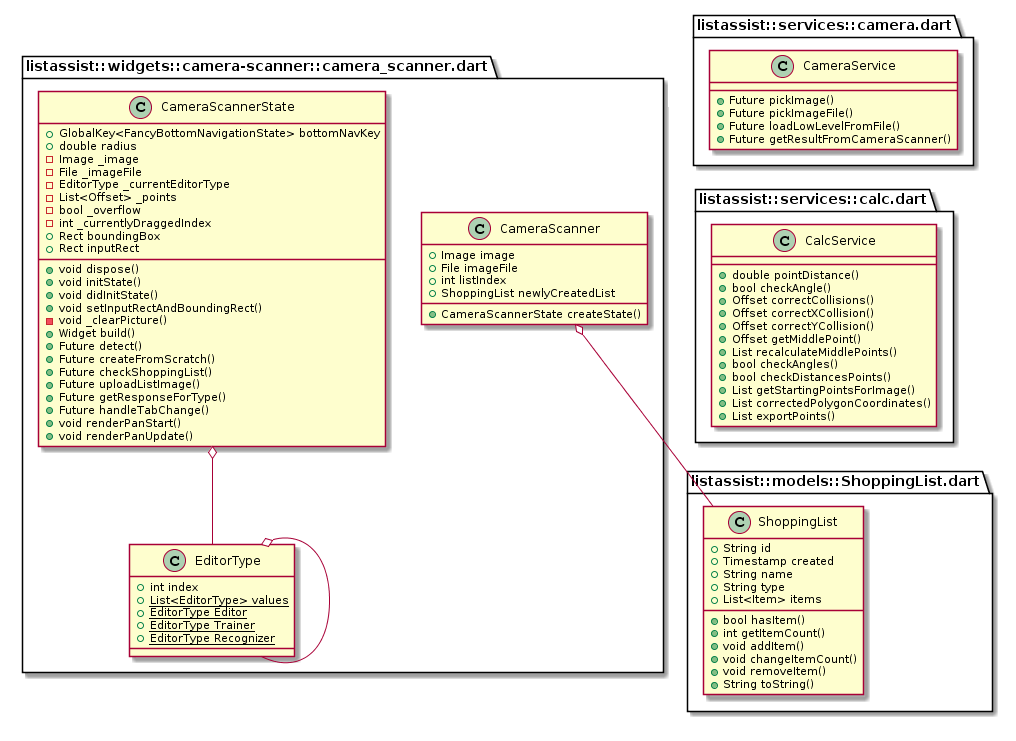 listassist::widgets::camera-scanner::camera_scanner.dart
C CameraScannerState
GlobalKey<FancyBottomNavigationState> bottomNavKey
double radius
Image _image
File _imageFile
EditorType _currentEditorType
List<Offset> _points
bool _overflow
int _currentlyDraggedIndex
Rect boundingBox
Rect inputRect
void dispose()
void initState()
void didInitState()
void setInputRectAndBoundingRect()
void _clearPicture()
Widget build()
Future detect()
Future createFromScratch()
Future checkShoppingList()
Future uploadListImage()
Future getResponseForType()
Future handleTabChange()
void renderPanStart()
void renderPanUpdate()
C CameraScanner
Image image
File imageFile
int listIndex
ShoppingList newlyCreatedList
CameraScannerState createState()
C EditorType
int index
List<EditorType> values
EditorType Editor
EditorType Trainer
EditorType Recognizer
listassist::services::camera.dart
C CameraService
Future pickImage()
Future pickImageFile()
Future loadLowLevelFromFile()
Future getResultFromCameraScanner()
listassist::services::calc.dart
C CalcService
double pointDistance()
bool checkAngle()
Offset correctCollisions()
Offset correctXCollision()
Offset correctYCollision()
Offset getMiddlePoint()
List recalculateMiddlePoints()
bool checkAngles()
bool checkDistancesPoints()
List getStartingPointsForImage()
List correctedPolygonCoordinates()
List exportPoints()
listassist::models::ShoppingList.dart
C ShoppingList
String id
Timestamp created
String name
String type
List<Item> items
bool hasItem()
int getItemCount()
void addItem()
void changeItemCount()
void removeItem()
String toString()